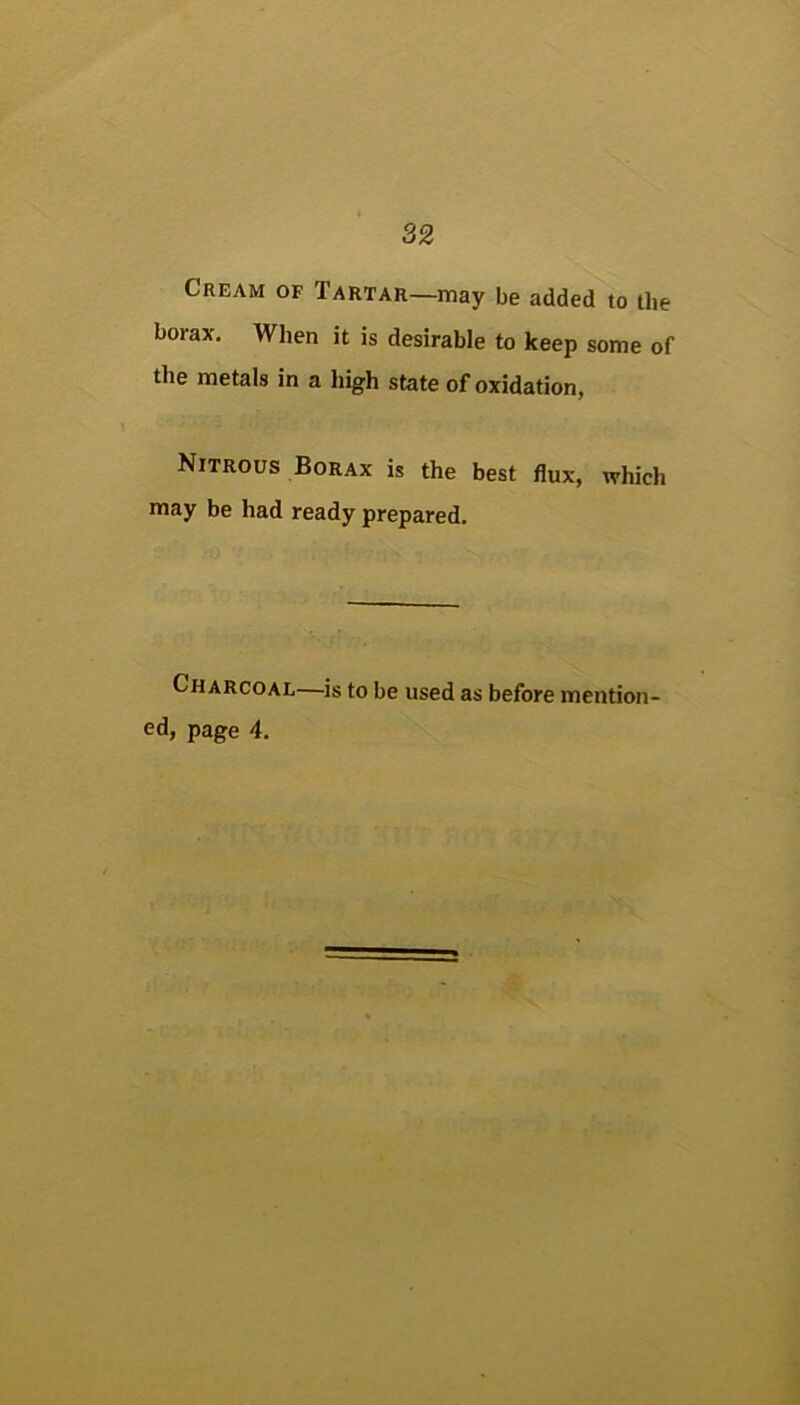 32
Cream of Tartar—may be added to the
borax. When it is desirable to keep some of
the metals in a high state of oxidation,
Nitrous Borax is the best flux, which
may be had ready prepared.
Charcoal—is to be used as before mention-
ed, page 4.